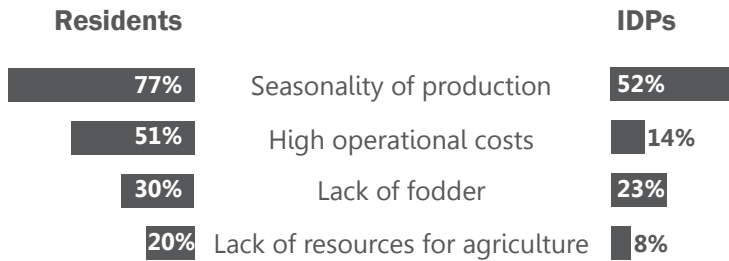 Residents IDPs
77% Seasonality of production 52%
51% High operational costs 14%
30% Lack of fodder 23%
20% Lack of resources for agriculture 8%